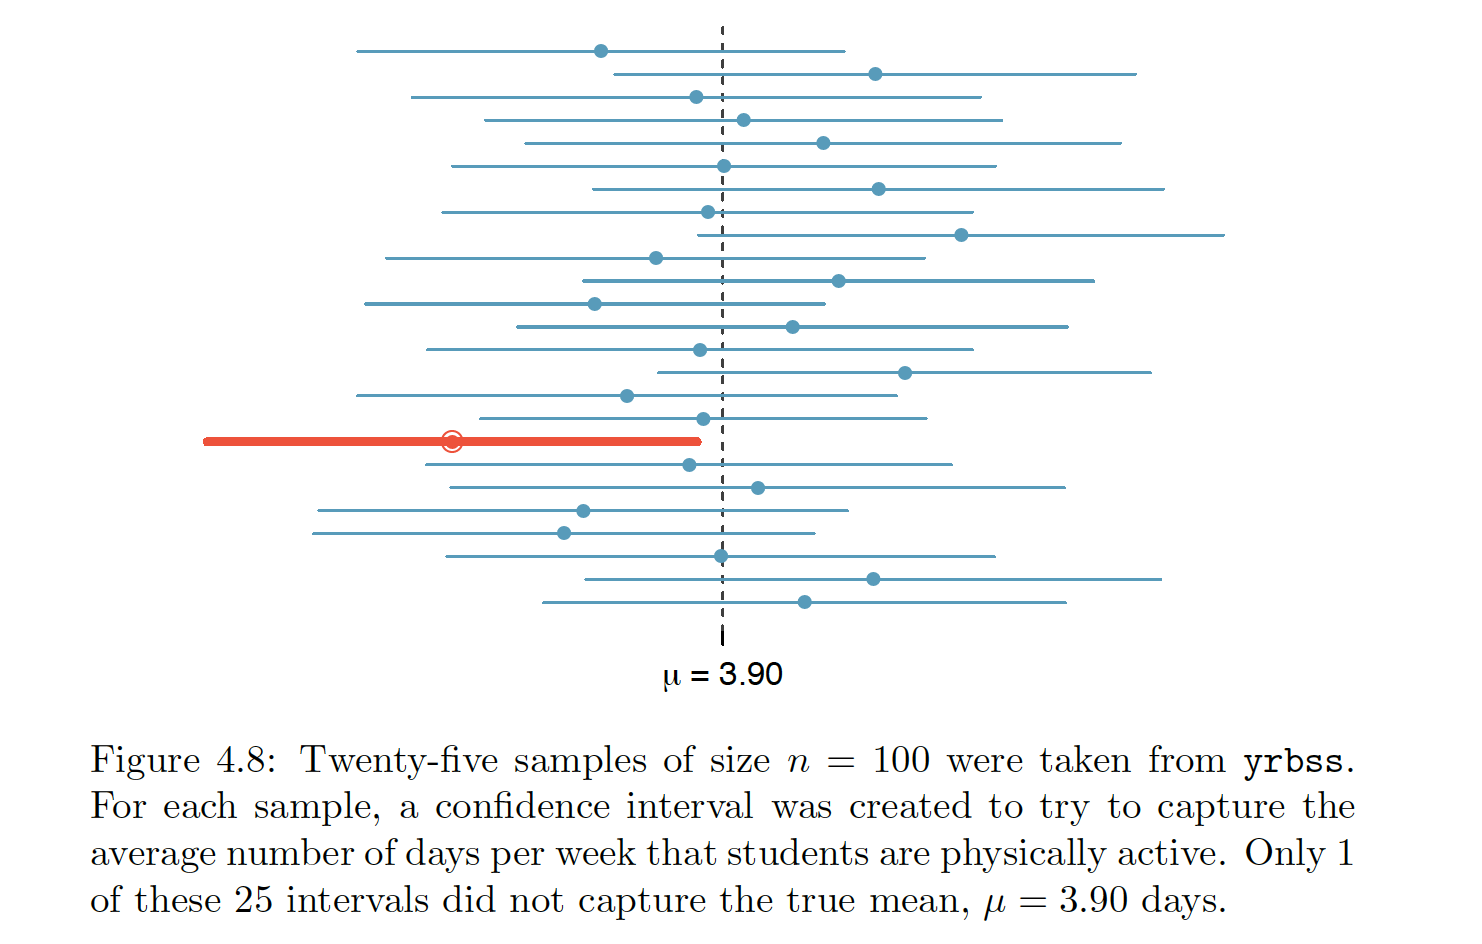 μ = 3.90
Figure 4.8: Twenty-five samples of size n = 100 were taken from yrbss.
For each sample, a confidence interval was created to try to capture the
average number of days per week that students are physically active. Only 1
of these 25 intervals did not capture the true mean, μ = 3.90 days.